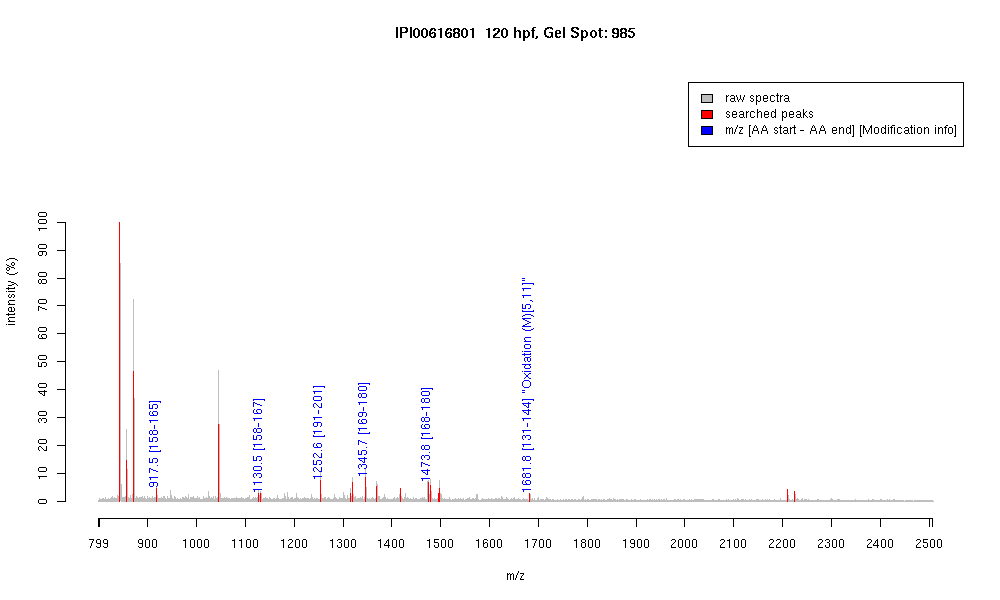 IPI00616801 120 hpf, Gel Spot: 985
raw spectra
searched peaks
m/z [AA start - AA end] [Modification info]
intensity (%)
100
90
80
70
60
50
40
30
20
10
0
917.5 [158-165]
1130.5 [158-167]
1252.6 [191-201]
1345.7 [169-180]
1473.8 [168-180]
1681.8 [131-144] "Oxidation (M)[5,11]"
799 900 1000 1100 1200 1300 1400 1500 1600 1700 1800 1900 2000 2100 2200 2300 2400 2500
m/z